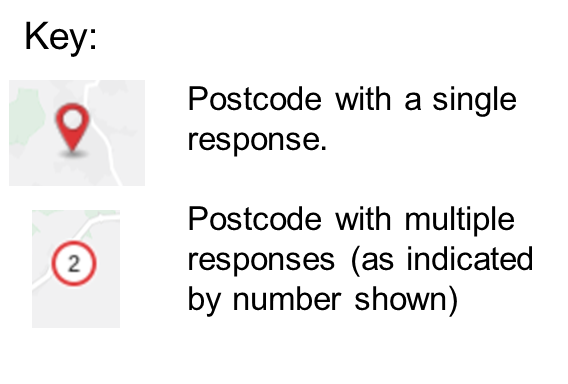 Key:
Postcode with a single
response.
2
Postcode with multiple
responses (as indicated
by number shown)